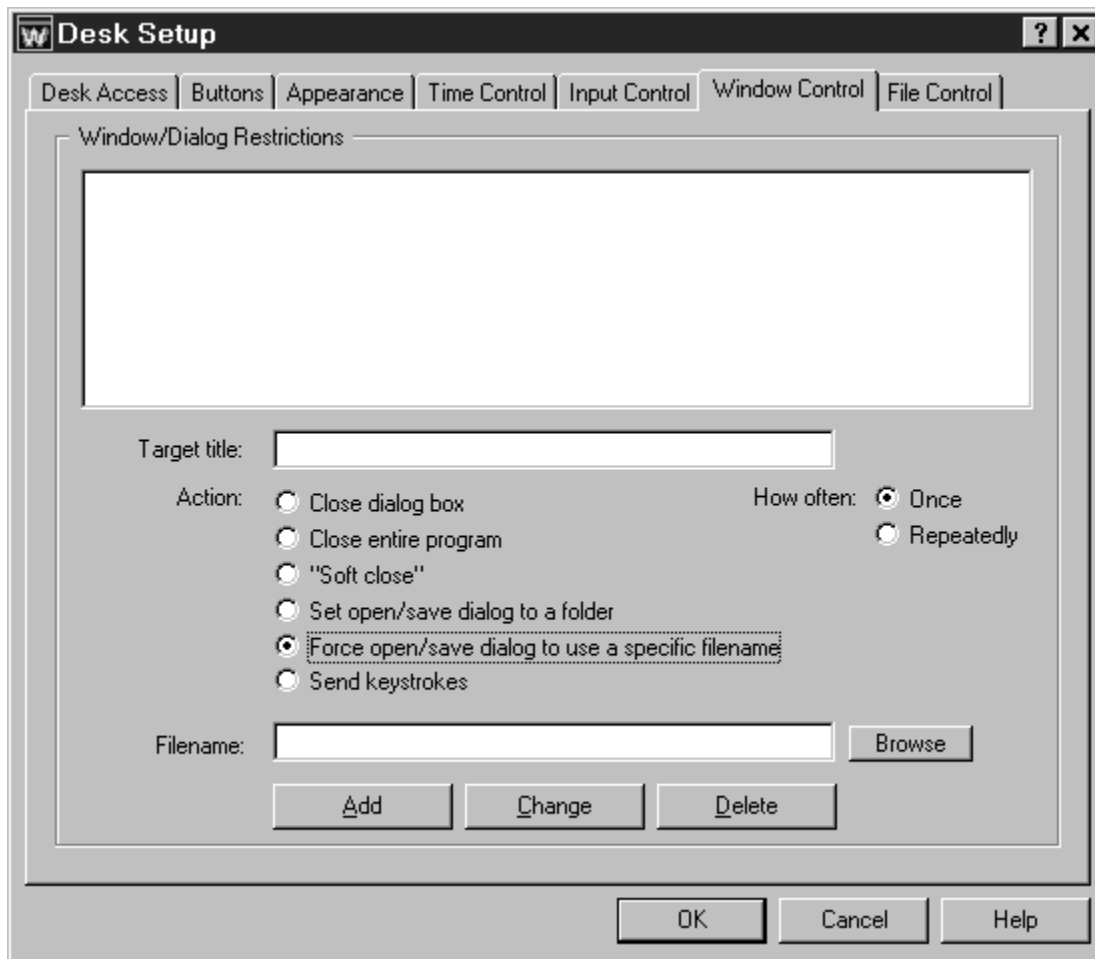 W Desk Setup ? x
Desk Access Buttons Appearance Time Control Input Control Window Control File Control
Window/Dialog Restrictions
Target title:
Action: Close dialog box How often: Once
Close entire program Repeatedly
"Soft close"
Set open/save dialog to a folder
Force open/save dialog to use a specific filename
Send keystrokes
Filename: Browse
Add Change Delete
OK Cancel Help